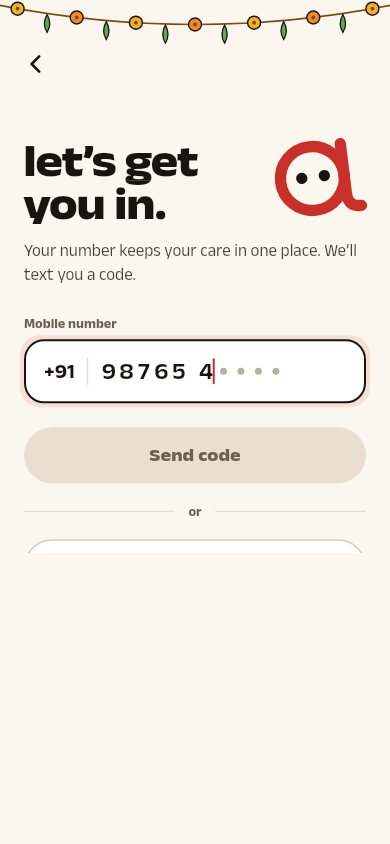 let’s get
you in.
Your number keeps your care in one place. We’ll
text you a code.
Mobile number
+91 98765 4
Send code
or